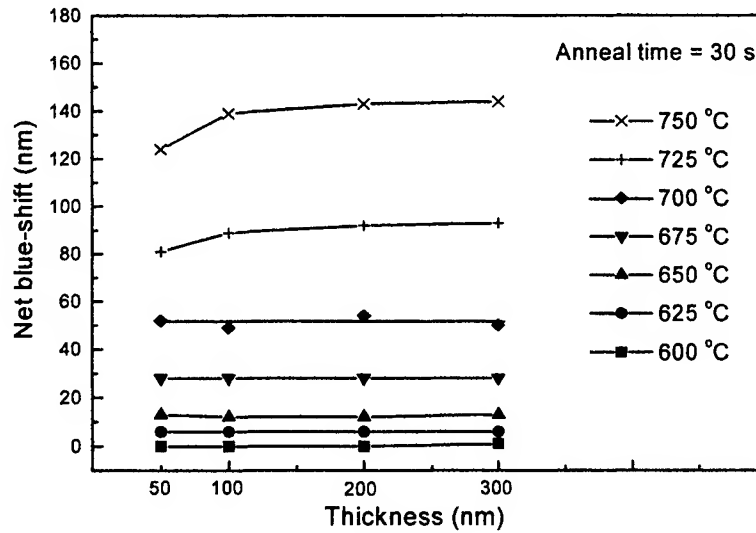 180
160
140
120
100
80
60
40
20
0
Net blue-shift (nm)
50 100 200 300
Thickness (nm)
Anneal time = 30 s
750 °C
725 °C
700 °C
675 °C
650 °C
625 °C
600 °C